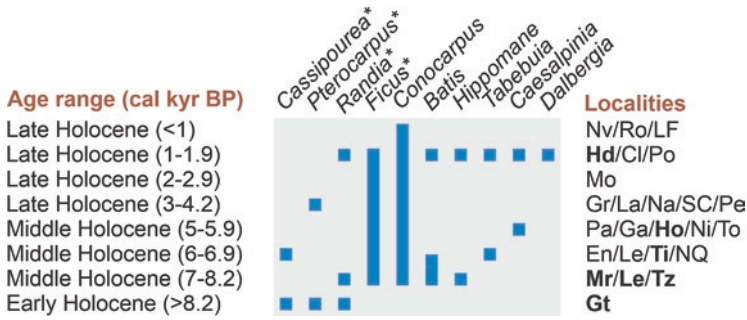 Cassipourea*
Pterocarpus*
Randia*
Ficus*
Conocarpus
Batis
Hippomane
Tabebuia
Caesalpinia
Dalbergia
Age range (cal kyr BP) Localities
Late Holocene (<1) Nv/Ro/LF
Late Holocene (1-1.9) Hd/Cl/Po
Late Holocene (2-2.9) Mo
Late Holocene (3-4.2) Gr/La/Na/SC/Pe
Middle Holocene (5-5.9) Pa/Ga/Ho/Ni/To
Middle Holocene (6-6.9) En/Le/Ti/NQ
Middle Holocene (7-8.2) Mr/Le/Tz
Early Holocene (>8.2) Gt